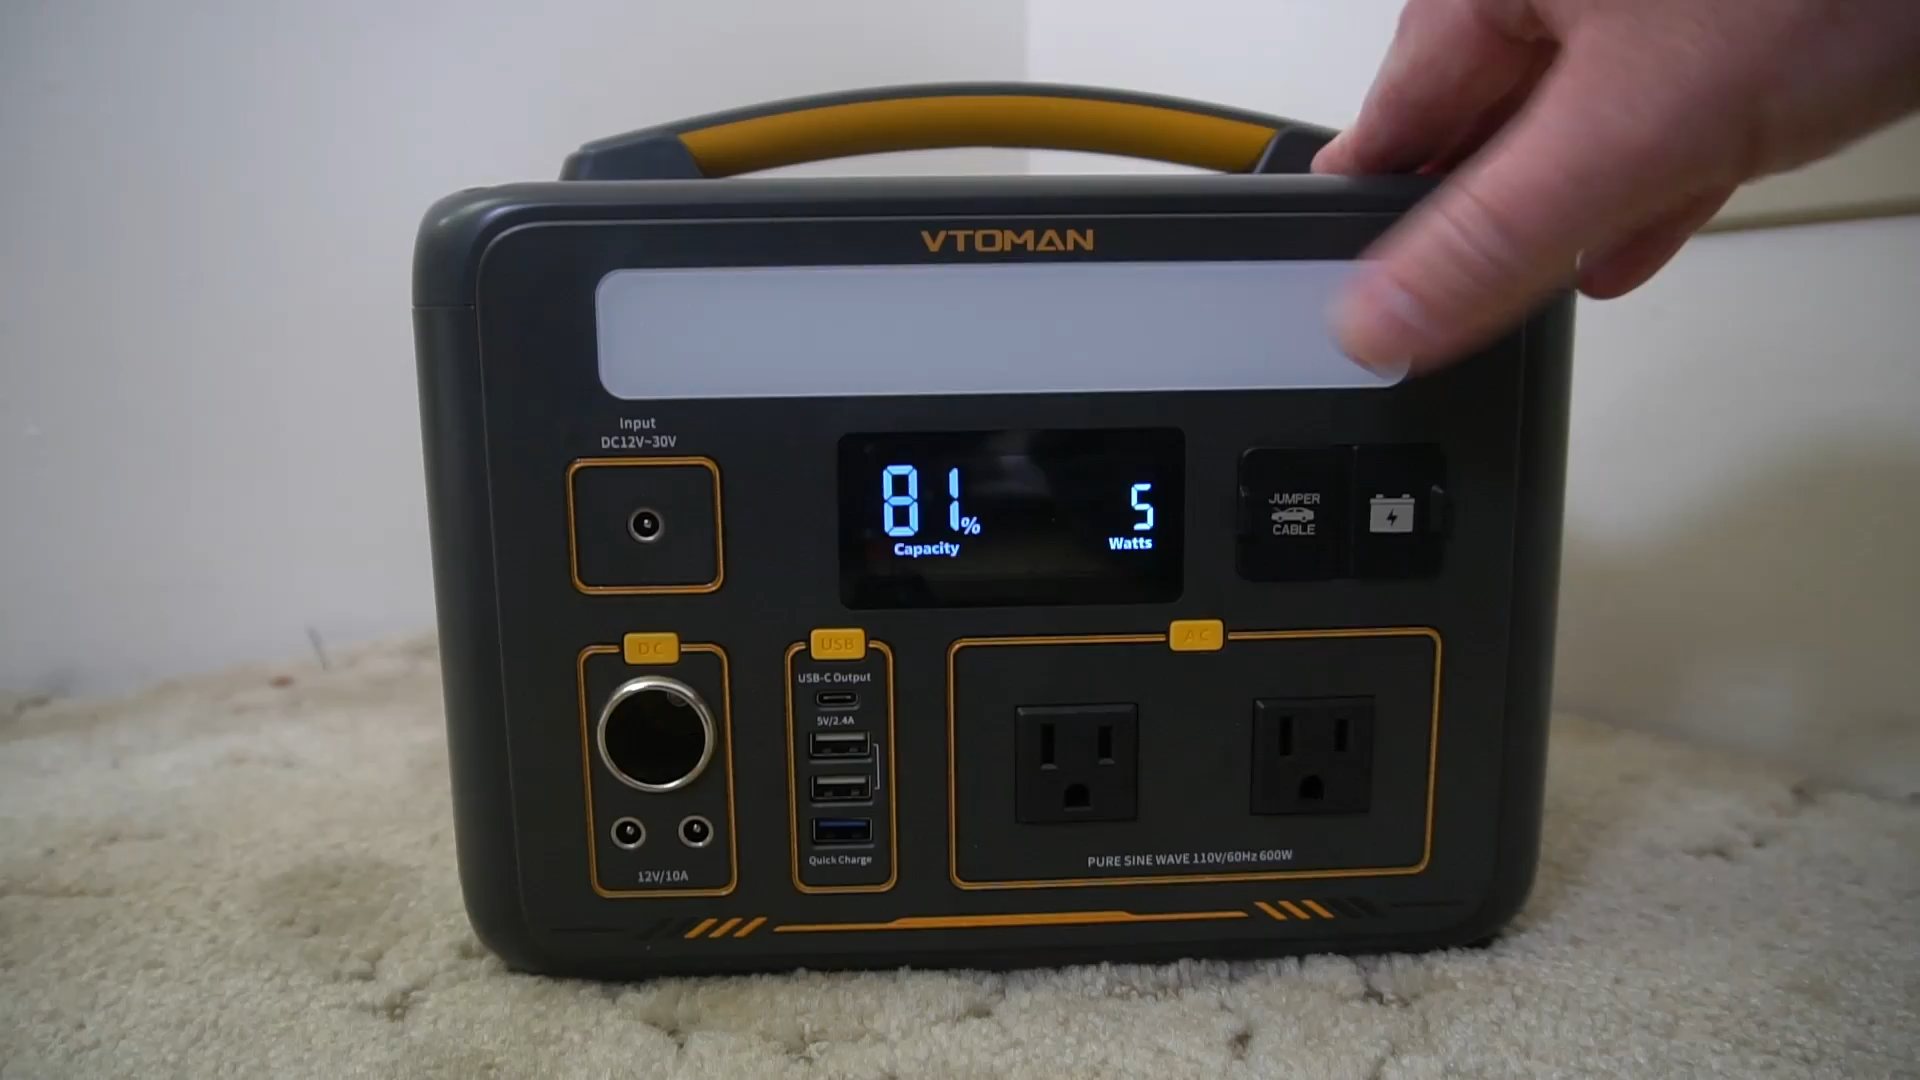 VTOMAN
Input
DC12V~30V
81%
Capacity
5
Watts
JUMPER
CABLE
DC
USB
AC
USB-C Output
5V/2.4A
Quick Charge
12V/10A
PURE SINE WAVE 110V/60Hz 600W